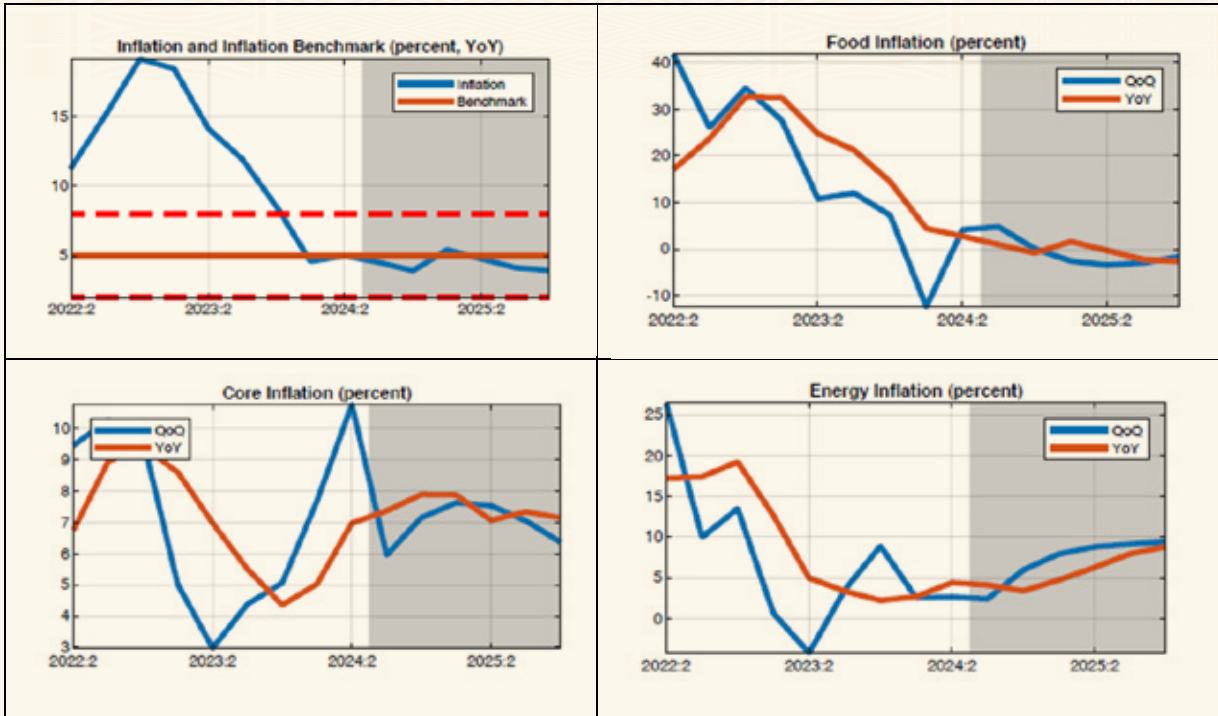 Inflation and Inflation Benchmark (percent, YoY)
Inflation
Benchmark
15
10
5
2022:2 2023:2 2024:2 2025:2
Food Inflation (percent)
QoQ
YoY
40
30
20
10
0
-10
2022:2 2023:2 2024:2 2025:2
Core Inflation (percent)
QoQ
YoY
10
9
8
7
6
5
4
3
2022:2 2023:2 2024:2 2025:2
Energy Inflation (percent)
QoQ
YoY
25
20
15
10
5
0
2022:2 2023:2 2024:2 2025:2